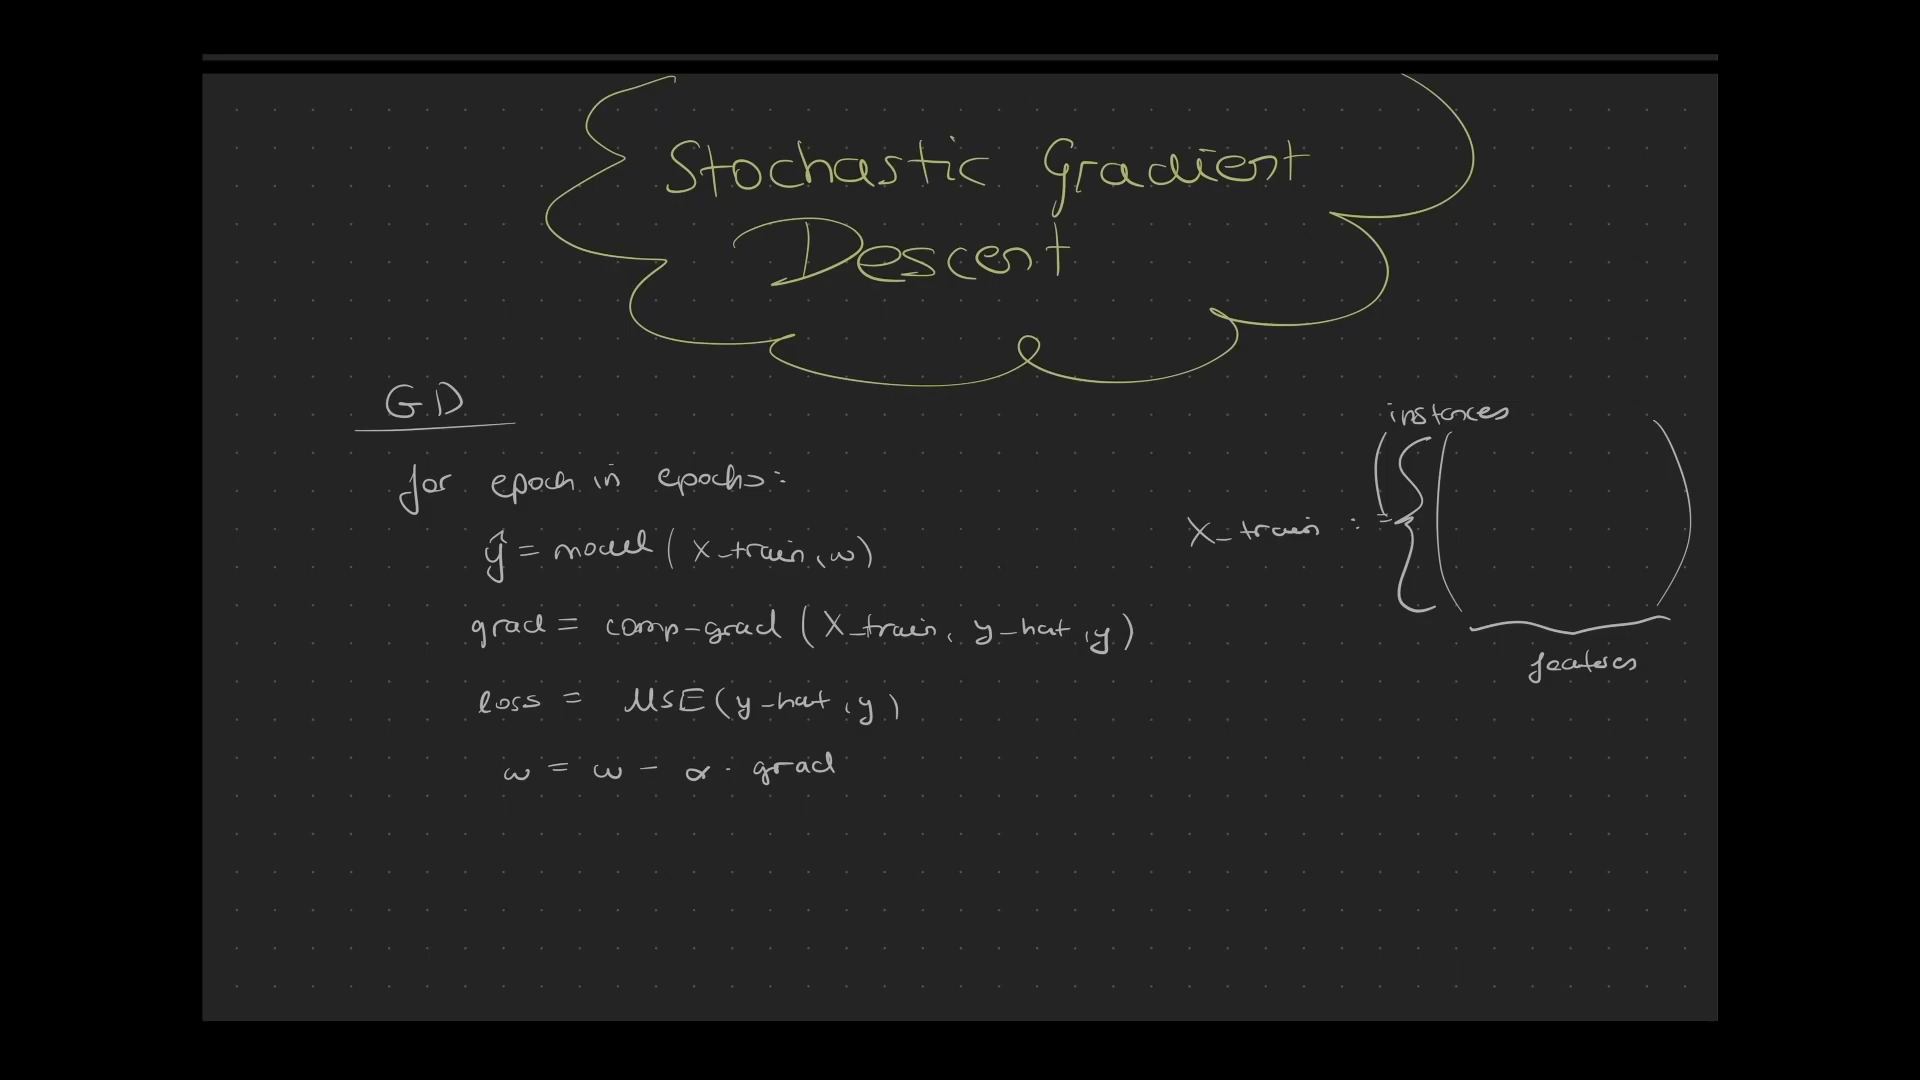 Stochastic Gradient
Descent
GD
for epoch in epochs:
ŷ = model(X_train, w)
grad = comp-grad(X_train, y_hat, y)
loss = MSE(y_hat, y)
w = w - α · grad
instances
X_train :=
features